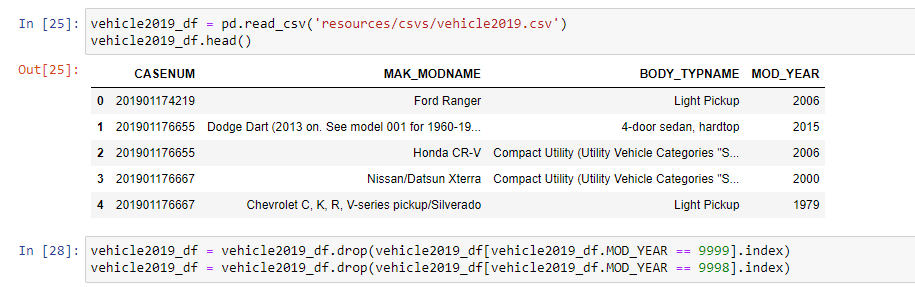 In [25]: vehicle2019_df = pd.read_csv('resources/csvs/vehicle2019.csv')
vehicle2019_df.head()
Out[25]:
CASENUM MAK_MODNAME BODY_TYPNAME MOD_YEAR
0 201901174219 Ford Ranger Light Pickup 2006
1 201901176655 Dodge Dart (2013 on. See model 001 for 1960-19... 4-door sedan, hardtop 2015
2 201901176655 Honda CR-V Compact Utility (Utility Vehicle Categories "S... 2006
3 201901176667 Nissan/Datsun Xterra Compact Utility (Utility Vehicle Categories "S... 2000
4 201901176667 Chevrolet C, K, R, V-series pickup/Silverado Light Pickup 1979
In [28]: vehicle2019_df = vehicle2019_df.drop(vehicle2019_df[vehicle2019_df.MOD_YEAR == 9999].index)
vehicle2019_df = vehicle2019_df.drop(vehicle2019_df[vehicle2019_df.MOD_YEAR == 9998].index)